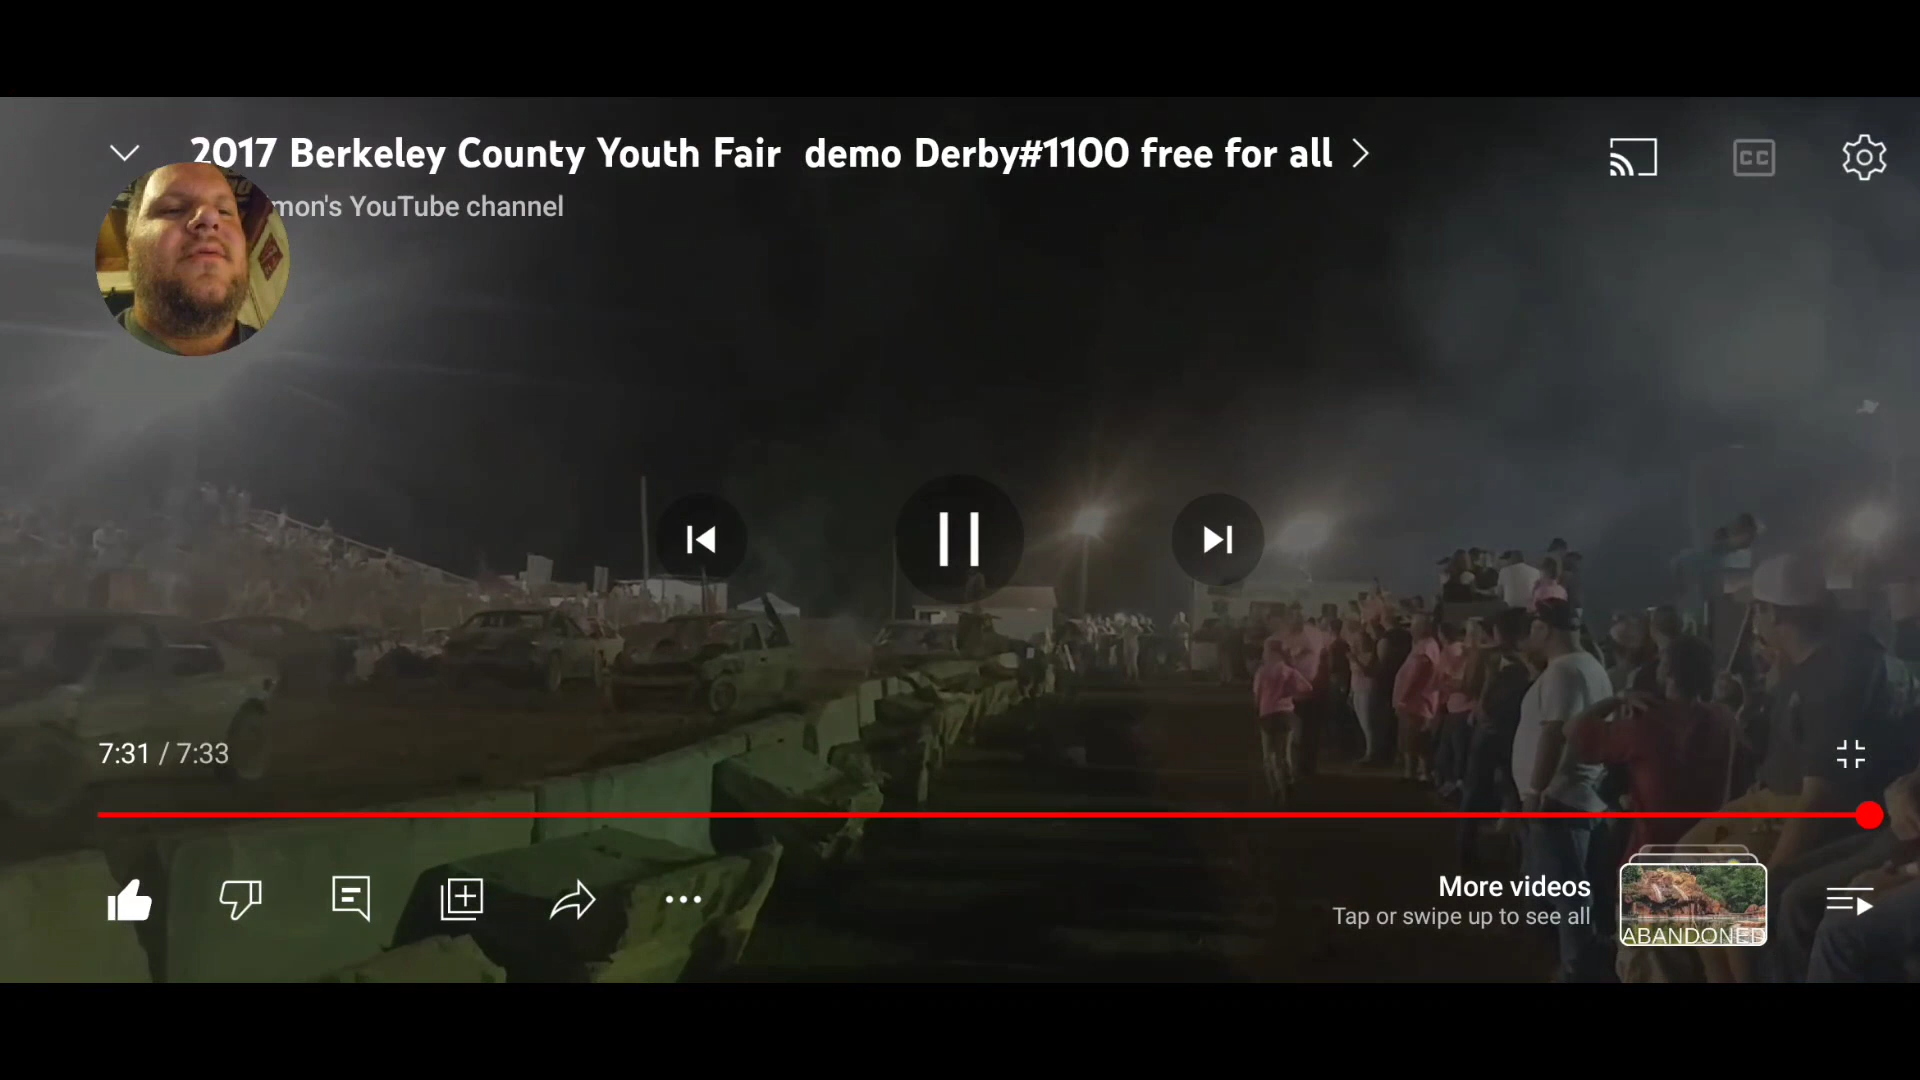 2017 Berkeley County Youth Fair  demo Derby#1100 free for all
mon's YouTube channel
CC
7:31 / 7:33
More videos
Tap or swipe up to see all
ABANDONED